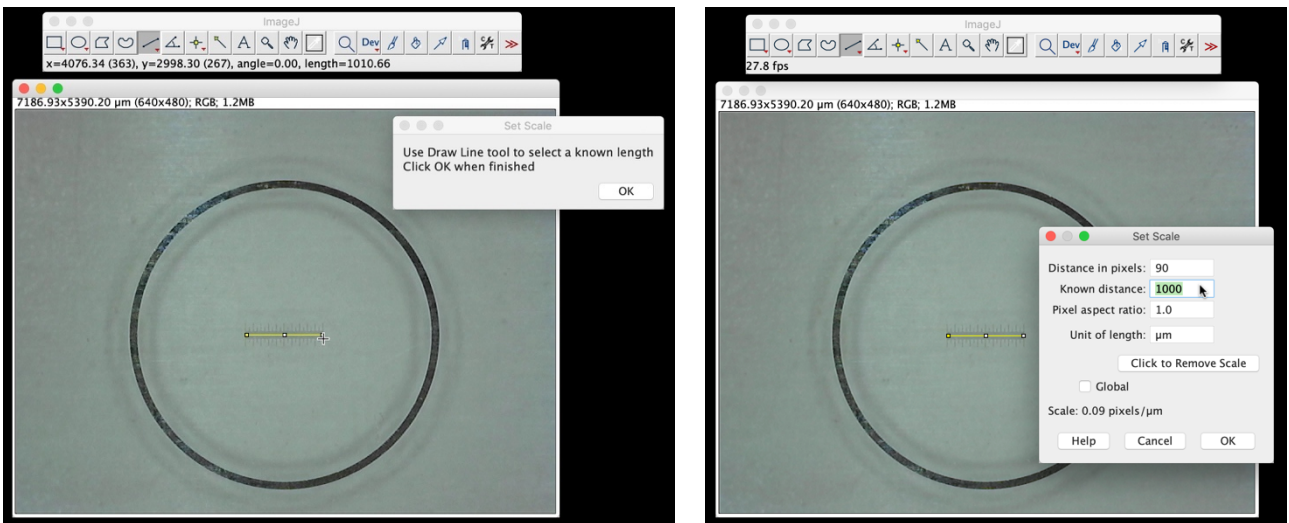 ImageJ
Dev
x=4076.34 (363), y=2998.30 (267), angle=0.00, length=1010.66
7186.93x5390.20 µm (640x480); RGB; 1.2MB
Set Scale
Use Draw Line tool to select a known length
Click OK when finished
OK
ImageJ
Dev
27.8 fps
7186.93x5390.20 µm (640x480); RGB; 1.2MB
Set Scale
Distance in pixels: 90
Known distance: 1000
Pixel aspect ratio: 1.0
Unit of length: µm
Click to Remove Scale
Global
Scale: 0.09 pixels/µm
Help Cancel OK